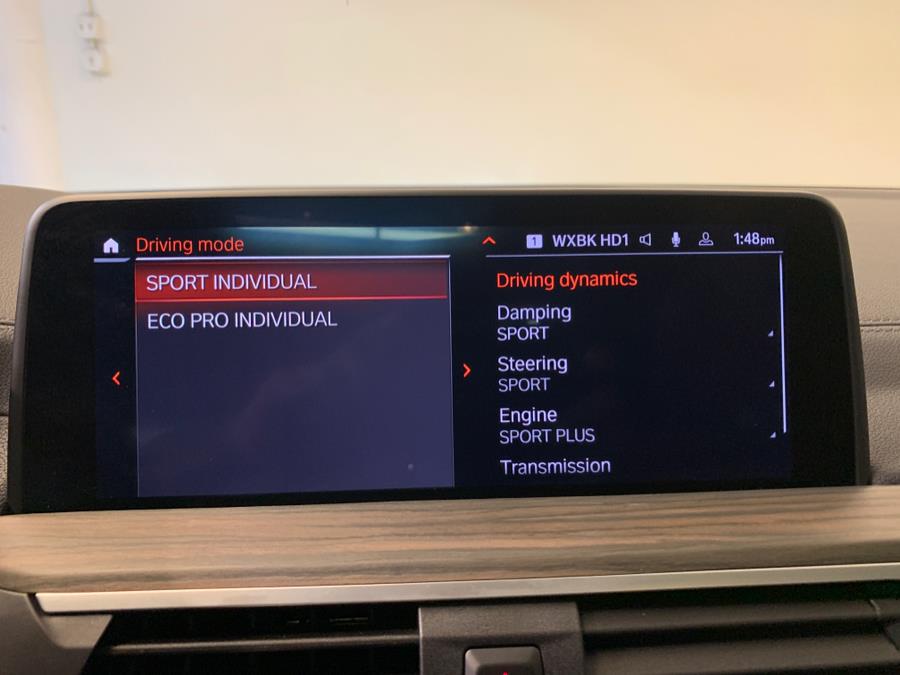 Driving mode
1 WXBK HD1 1:48pm
SPORT INDIVIDUAL
ECO PRO INDIVIDUAL
Driving dynamics
Damping
SPORT
Steering
SPORT
Engine
SPORT PLUS
Transmission